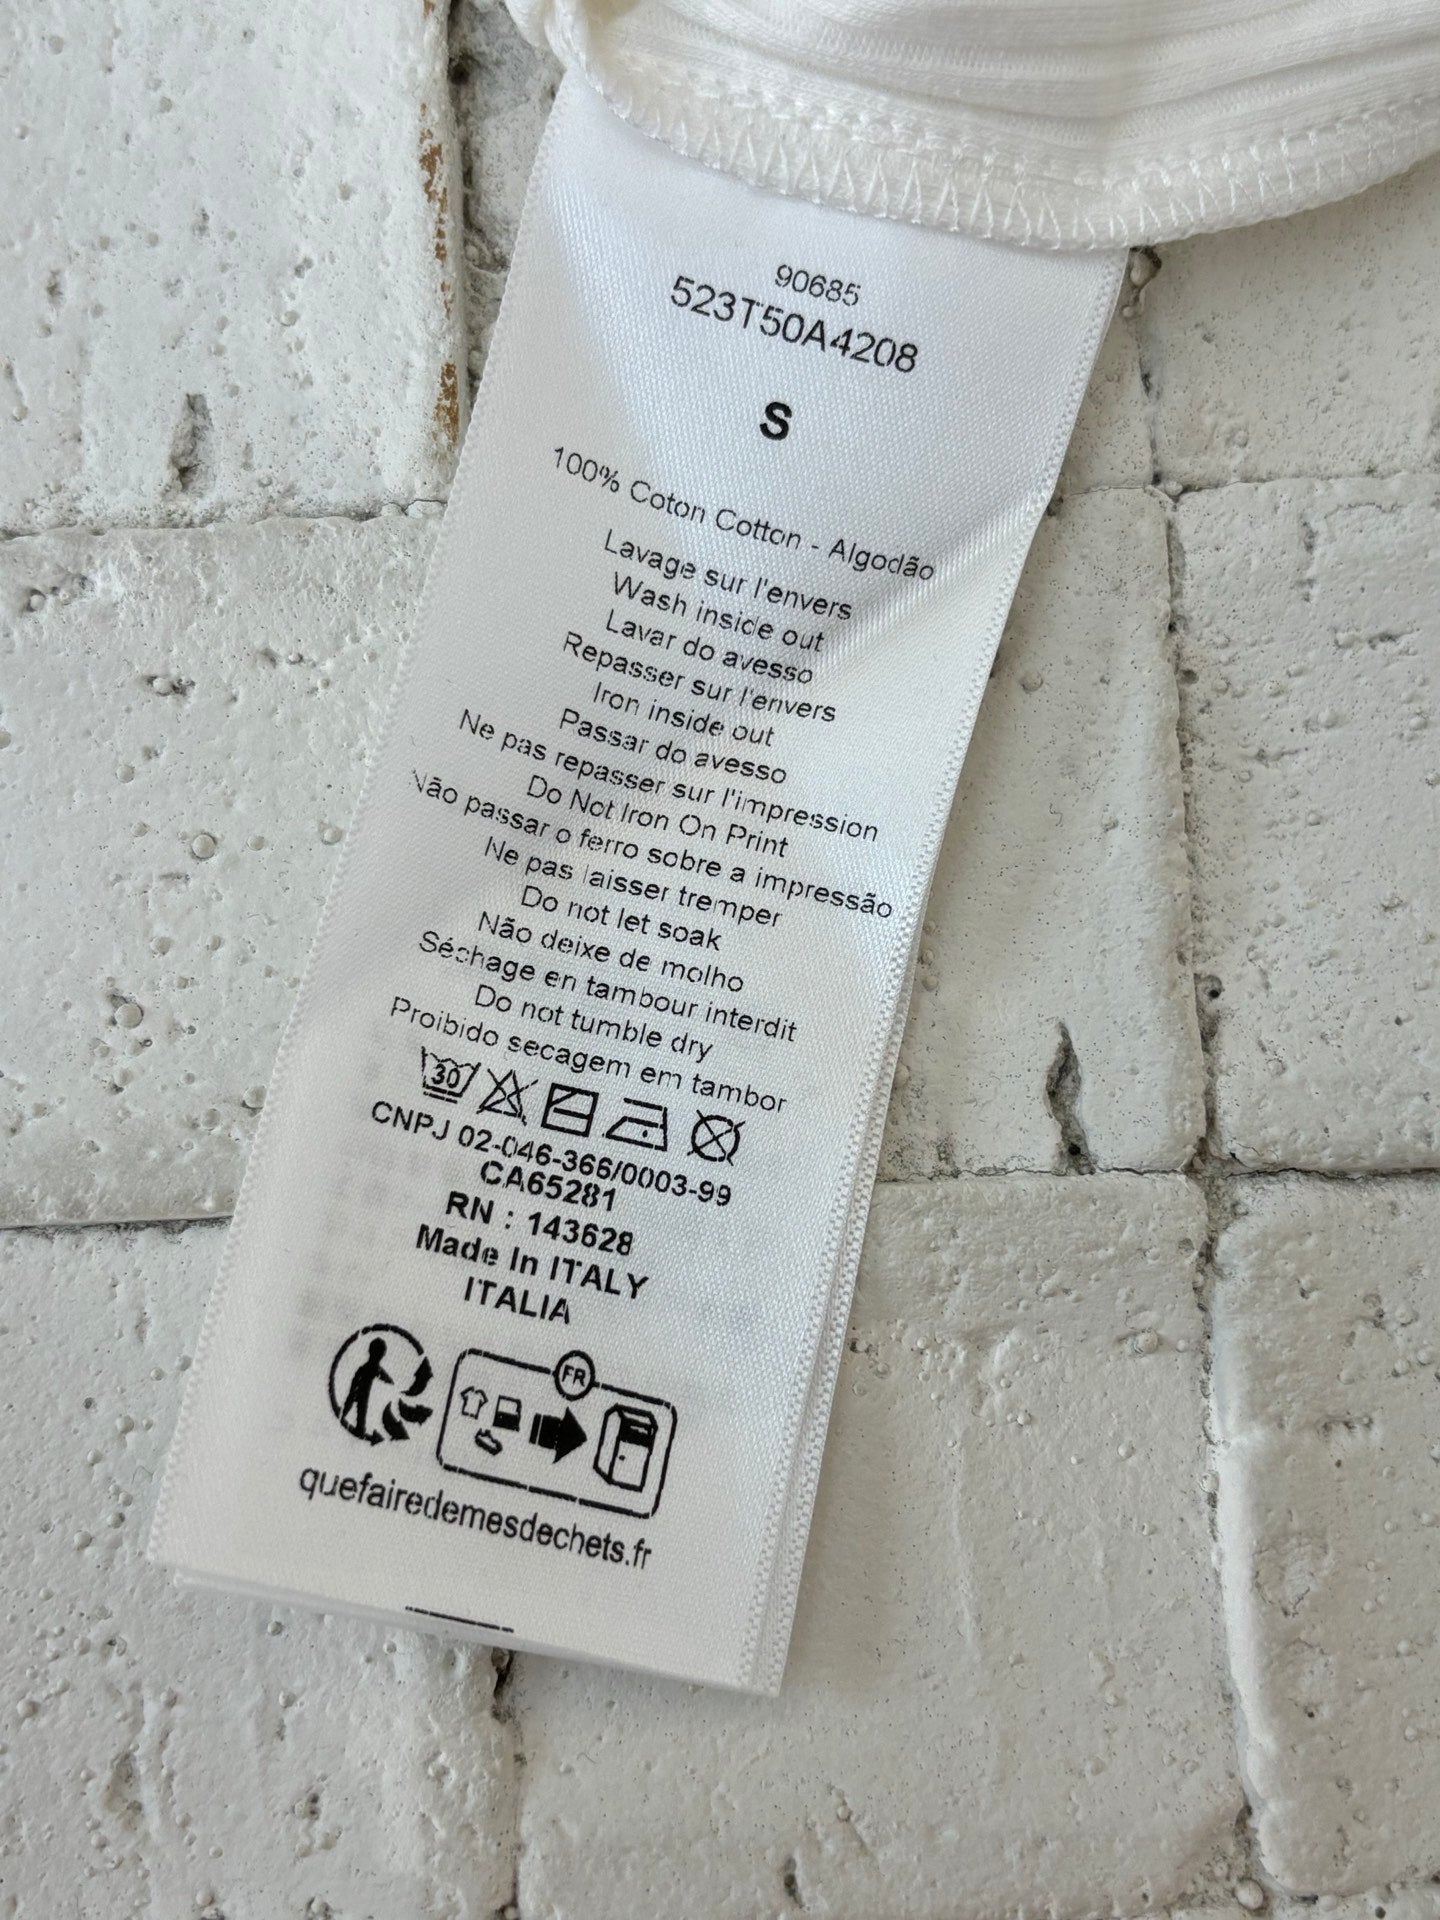 90685
523T50A4208
S
100% Coton Cotton - Algodão
Lavage sur l'envers
Wash inside out
Lavar do avesso
Repasser sur l'envers
Iron inside out
Passar do avesso
Ne pas repasser sur l'impression
Do Not Iron On Print
Não passar o ferro sobre a impressão
Ne pas laisser tremper
Do not let soak
Não deixe de molho
Séchage en tambour interdit
Do not tumble dry
Proibido secagem em tambor
30
CNPJ 02-046-366/0003-99
CA65281
RN : 143628
Made In ITALY
ITALIA
FR
quefairedemesdechets.fr